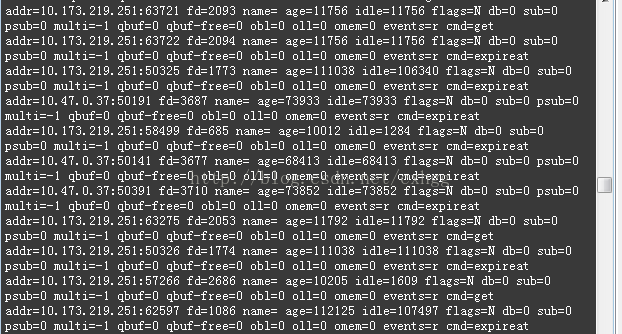 addr=10.173.219.251:63721 fd=2093 name= age=11756 idle=11756 flags=N db=0 sub=0
psub=0 multi=-1 qbuf=0 qbuf-free=0 obl=0 oll=0 omem=0 events=r cmd=get
addr=10.173.219.251:63722 fd=2094 name= age=11756 idle=11756 flags=N db=0 sub=0
psub=0 multi=-1 qbuf=0 qbuf-free=0 obl=0 oll=0 omem=0 events=r cmd=expireat
addr=10.173.219.251:50325 fd=1773 name= age=111038 idle=106340 flags=N db=0 sub=0
psub=0 multi=-1 qbuf=0 qbuf-free=0 obl=0 oll=0 omem=0 events=r cmd=expireat
addr=10.47.0.37:50191 fd=3687 name= age=73933 idle=73933 flags=N db=0 sub=0 psub=0
multi=-1 qbuf=0 qbuf-free=0 obl=0 oll=0 omem=0 events=r cmd=expireat
addr=10.173.219.251:58499 fd=685 name= age=10012 idle=1284 flags=N db=0 sub=0
psub=0 multi=-1 qbuf=0 qbuf-free=0 obl=0 oll=0 omem=0 events=r cmd=expireat
addr=10.47.0.37:50141 fd=3677 name= age=68413 idle=68413 flags=N db=0 sub=0 psub=0
multi=-1 qbuf=0 qbuf-free=0 obl=0 oll=0 omem=0 events=r cmd=expireat
addr=10.47.0.37:50391 fd=3710 name= age=73852 idle=73852 flags=N db=0 sub=0 psub=0
multi=-1 qbuf=0 qbuf-free=0 obl=0 oll=0 omem=0 events=r cmd=expireat
addr=10.173.219.251:63275 fd=2053 name= age=11792 idle=11792 flags=N db=0 sub=0
psub=0 multi=-1 qbuf=0 qbuf-free=0 obl=0 oll=0 omem=0 events=r cmd=get
addr=10.173.219.251:50326 fd=1774 name= age=111038 idle=111038 flags=N db=0 sub=0
psub=0 multi=-1 qbuf=0 qbuf-free=0 obl=0 oll=0 omem=0 events=r cmd=expireat
addr=10.173.219.251:57266 fd=2686 name= age=10205 idle=1609 flags=N db=0 sub=0
psub=0 multi=-1 qbuf=0 qbuf-free=0 obl=0 oll=0 omem=0 events=r cmd=get
addr=10.173.219.251:62597 fd=1086 name= age=112125 idle=107497 flags=N db=0 sub=0
psub=0 multi=-1 qbuf=0 qbuf-free=0 obl=0 oll=0 omem=0 events=r cmd=expireat